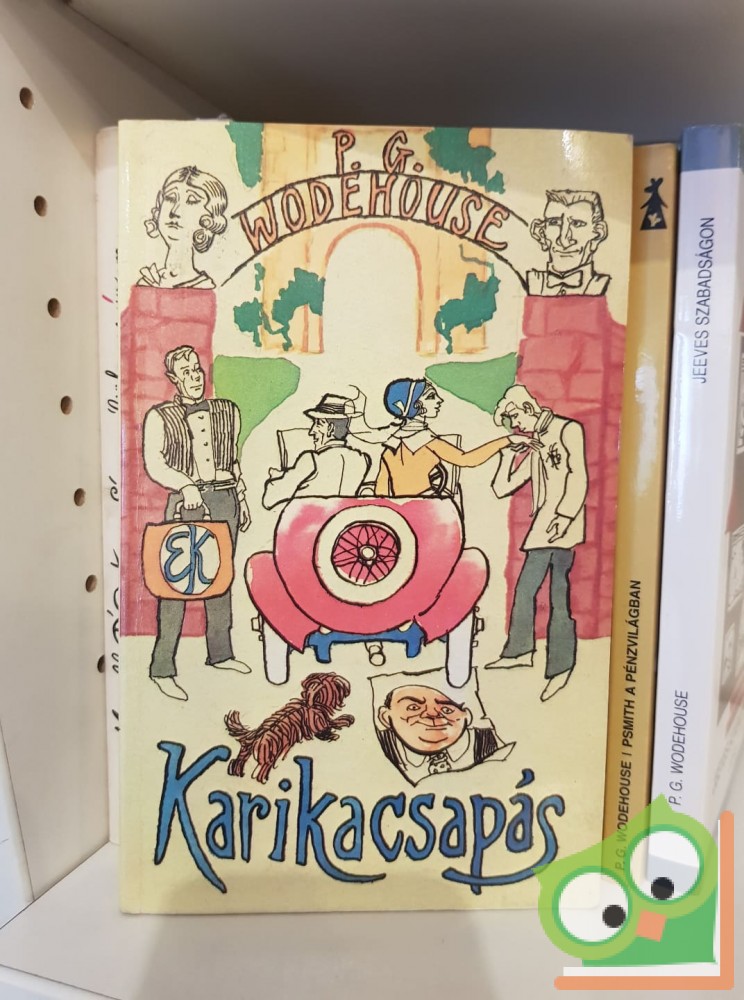 P. G.
WODEHOUSE
EK
Karikacsapás
P. G. WODEHOUSE / PSMITH A PÉNZVILÁGBAN
P. G. WODEHOUSE
JEEVES SZABADSÁGON